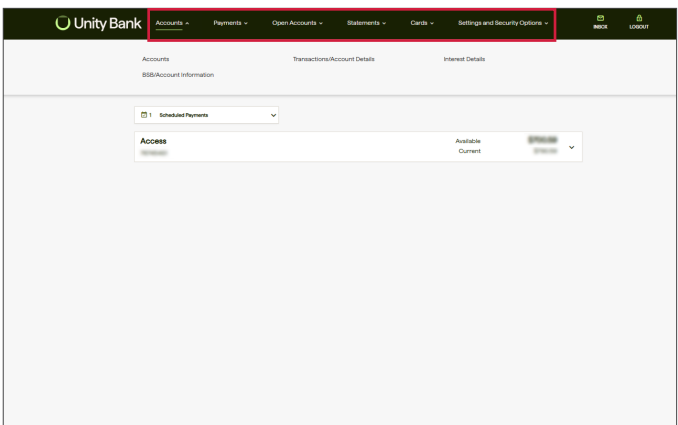 Unity Bank Accounts Payments Open Accounts Statements Cards Settings and Security Options INBOX LOGOUT
Accounts Transactions/Account Details Interest Details
BSB/Account Information
1 Scheduled Payments
Access Available
Current